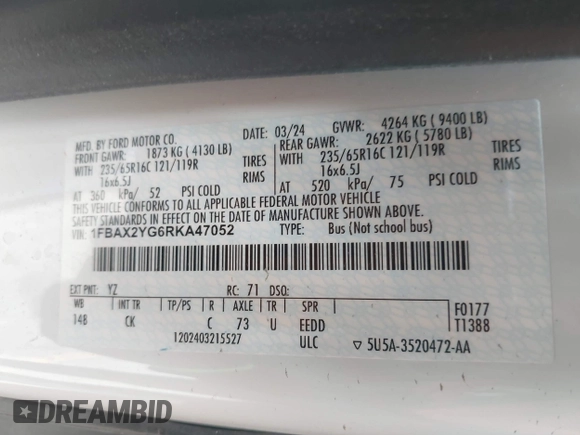 MFD. BY FORD MOTOR CO.
DATE: 03/24 GVWR: 4264 KG ( 9400 LB)
FRONT GAWR: 1873 KG ( 4130 LB) REAR GAWR: 2622 KG ( 5780 LB)
WITH 235/65R16C 121/119R TIRES WITH 235/65R16C 121/119R TIRES
16x6.5J RIMS 16x6.5J RIMS
AT 360 kPa/ 52 PSI COLD AT 520 kPa/ 75 PSI COLD
THIS VEHICLE CONFORMS TO ALL APPLICABLE FEDERAL MOTOR VEHICLE
SAFETY STANDARDS IN EFFECT ON THE DATE OF MANUFACTURE SHOWN ABOVE.
VIN: 1FBAX2YG6RKA47052 TYPE: Bus (Not school bus)
EXT PNT: YZ RC: 71 DSO:
WB INT TR TP/PS R AXLE TR SPR F0177
148 CK C 73 U EEDD T1388
1202403215527 ULC ▽ 5U5A-3520472-AA
DREAMBID